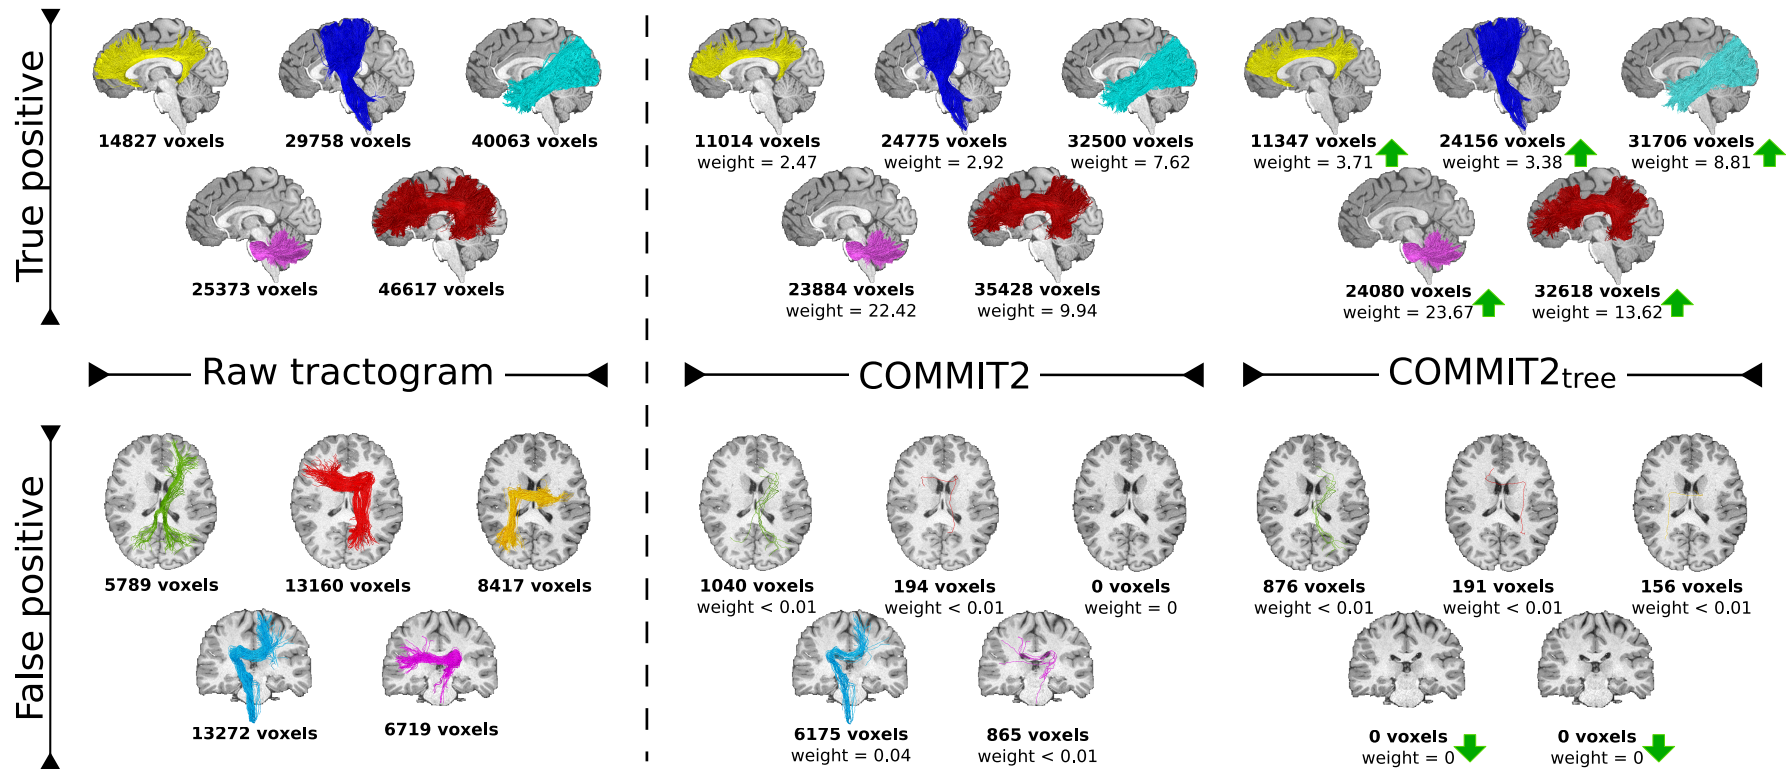 True positive
14827 voxels
29758 voxels
40063 voxels
25373 voxels
46617 voxels
11014 voxels
weight = 2.47
24775 voxels
weight = 2.92
32500 voxels
weight = 7.62
23884 voxels
weight = 22.42
35428 voxels
weight = 9.94
11347 voxels
weight = 3.71
24156 voxels
weight = 3.38
31706 voxels
weight = 8.81
24080 voxels
weight = 23.67
32618 voxels
weight = 13.62
Raw tractogram
COMMIT2
COMMIT2tree
False positive
5789 voxels
13160 voxels
8417 voxels
13272 voxels
6719 voxels
1040 voxels
weight < 0.01
194 voxels
weight < 0.01
0 voxels
weight = 0
6175 voxels
weight = 0.04
865 voxels
weight < 0.01
876 voxels
weight < 0.01
191 voxels
weight < 0.01
156 voxels
weight < 0.01
0 voxels
weight = 0
0 voxels
weight = 0